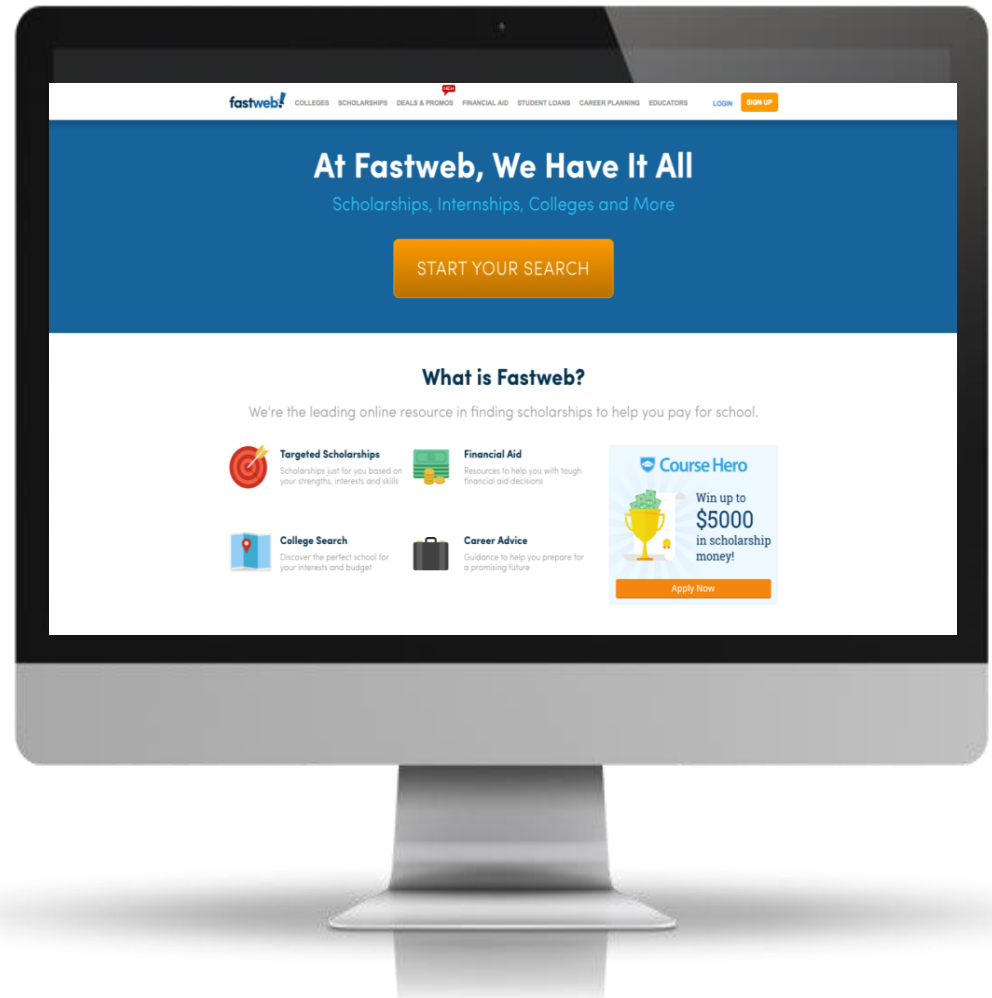 fastweb!
COLLEGES SCHOLARSHIPS DEALS & PROMOS FINANCIAL AID STUDENT LOANS CAREER PLANNING EDUCATORS LOGIN SIGN UP
NEW
At Fastweb, We Have It All
Scholarships, Internships, Colleges and More
START YOUR SEARCH
What is Fastweb?
We're the leading online resource in finding scholarships to help you pay for school.
Targeted Scholarships
Scholarships just for you based on
your strengths, interests and skills
Financial Aid
Resources to help you with tough
financial aid decisions
College Search
Discover the perfect school for
your interests and budget
Career Advice
Guidance to help you prepare for
a promising future
Course Hero
Win up to
$5000
in scholarship
money!
Apply Now